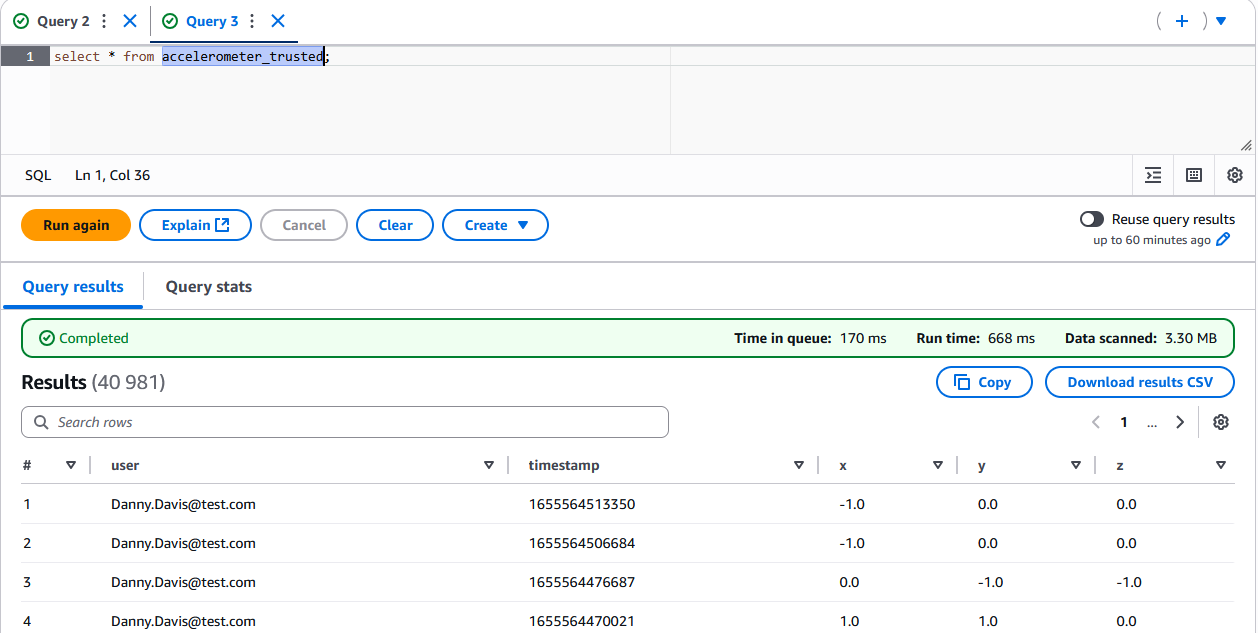 Query 2 Query 3
1 select * from accelerometer_trusted;
SQL Ln 1, Col 36
Run again Explain Cancel Clear Create Reuse query results
up to 60 minutes ago
Query results Query stats
Completed Time in queue: 170 ms Run time: 668 ms Data scanned: 3.30 MB
Results (40 981) Copy Download results CSV
Search rows 1 ...
# user timestamp x y z
1 Danny.Davis@test.com 1655564513350 -1.0 0.0 0.0
2 Danny.Davis@test.com 1655564506684 -1.0 0.0 0.0
3 Danny.Davis@test.com 1655564476687 0.0 -1.0 -1.0
4 Danny.Davis@test.com 1655564470021 1.0 1.0 0.0